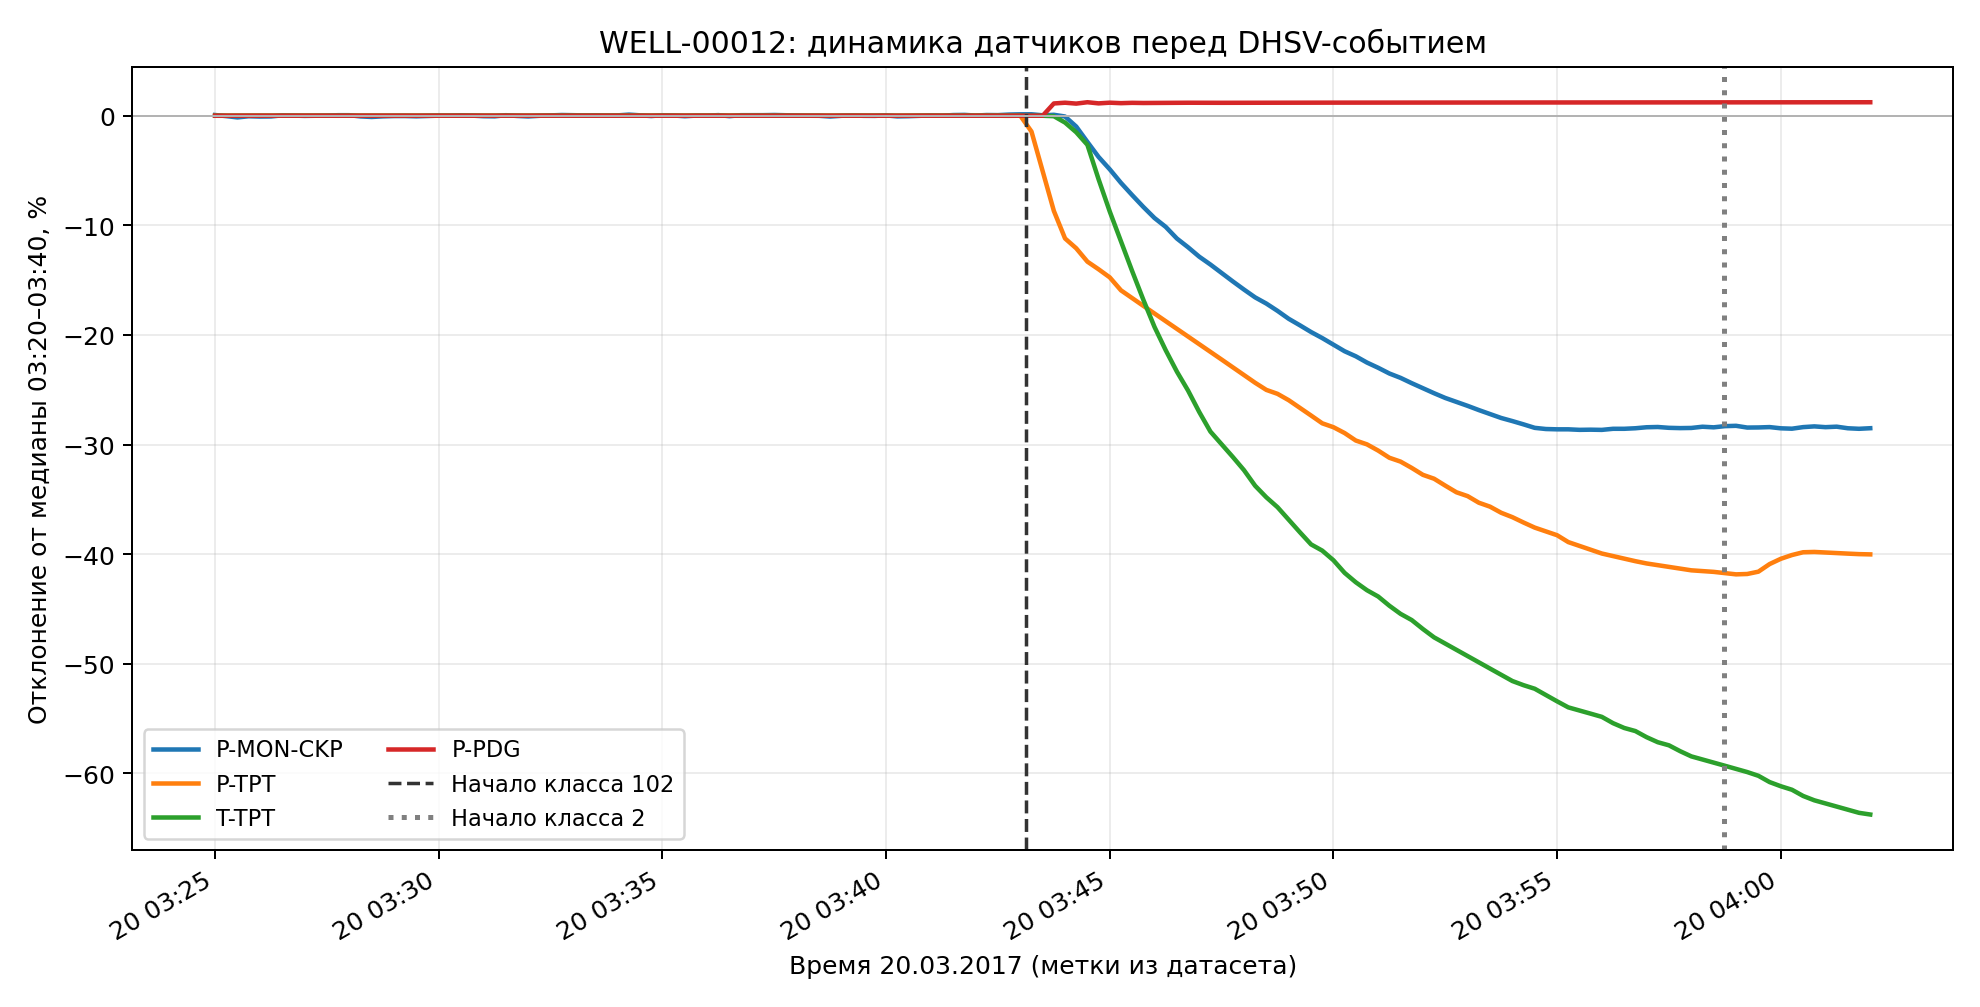 WELL-00012: динамика датчиков перед DHSV-событием
Отклонение от медианы 03:20–03:40, %
0
−10
−20
−30
−40
−50
−60
P-MON-CKP
P-TPT
T-TPT
P-PDG
Начало класса 102
Начало класса 2
20 03:25
20 03:30
20 03:35
20 03:40
20 03:45
20 03:50
20 03:55
20 04:00
Время 20.03.2017 (метки из датасета)